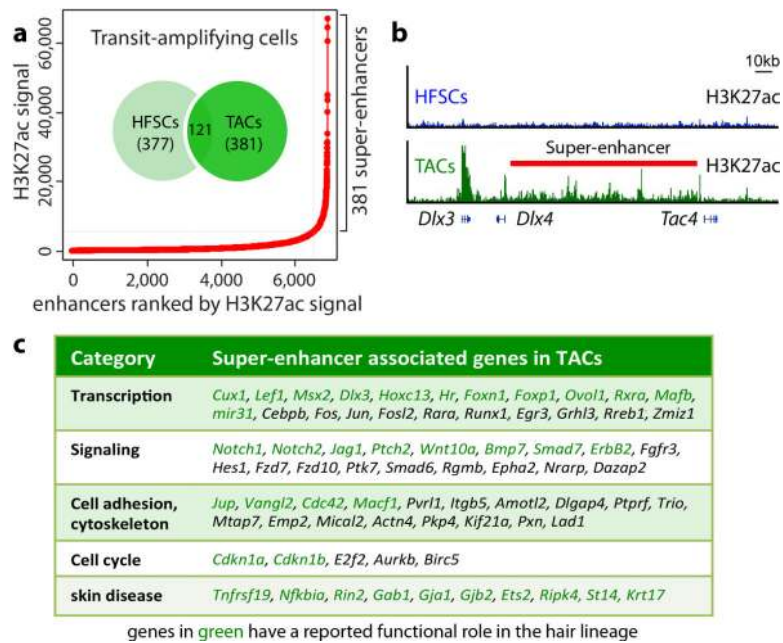 a
Transit-amplifying cells
H3K27ac signal
60,000
40,000
20,000
0
HFSCs
(377)
121
TACs
(381)
381 super-enhancers
0
2,000
4,000
6,000
enhancers ranked by H3K27ac signal
b
10kb
HFSCs
H3K27ac
TACs
Super-enhancer
H3K27ac
Dlx3
Dlx4
Tac4
c
Category Super-enhancer associated genes in TACs
Transcription
Cux1, Lef1, Msx2, Dlx3, Hoxc13, Hr, Foxn1, Foxp1, Ovol1, Rxra, Mafb,
mir31, Cebpb, Fos, Jun, Fosl2, Rara, Runx1, Egr3, Grhl3, Rreb1, Zmiz1
Signaling
Notch1, Notch2, Jag1, Ptch2, Wnt10a, Bmp7, Smad7, ErbB2, Fgfr3,
Hes1, Fzd7, Fzd10, Ptk7, Smad6, Rgmb, Epha2, Nrarp, Dazap2
Cell adhesion,
cytoskeleton
Jup, Vangl2, Cdc42, Macf1, Pvrl1, Itgb5, Amotl2, Dlgap4, Ptprf, Trio,
Mtap7, Emp2, Mical2, Actn4, Pkp4, Kif21a, Pxn, Lad1
Cell cycle
Cdkn1a, Cdkn1b, E2f2, Aurkb, Birc5
skin disease
Tnfrsf19, Nfkbia, Rin2, Gab1, Gja1, Gjb2, Ets2, Ripk4, St14, Krt17
genes in green have a reported functional role in the hair lineage